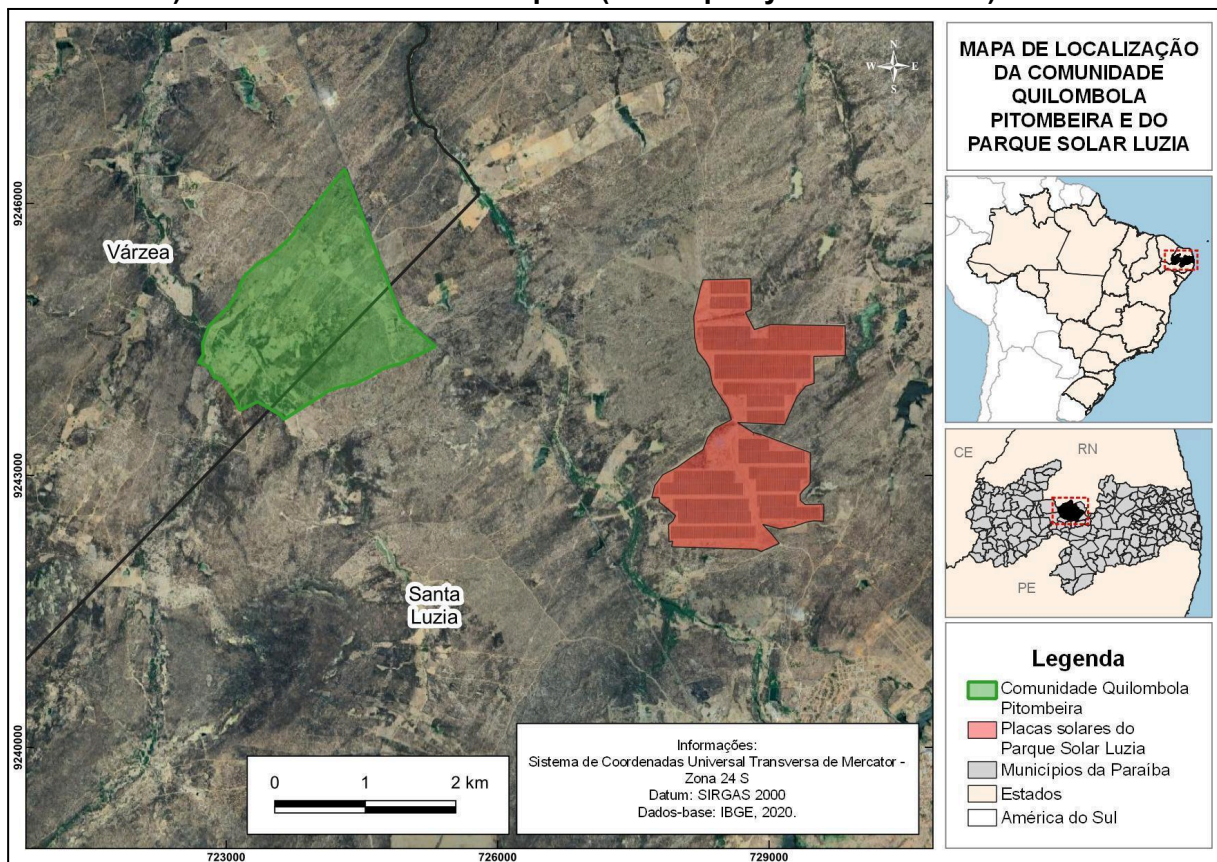 MAPA DE LOCALIZAÇÃO
DA COMUNIDADE
QUILOMBOLA
PITOMBEIRA E DO
PARQUE SOLAR LUZIA
N
W E
S
9246000
9243000
9240000
Várzea
Santa
Luzia
CE
RN
PE
Legenda
Comunidade Quilombola
Pitombeira
Placas solares do
Parque Solar Luzia
Municípios da Paraíba
Estados
América do Sul
0 1 2 km
Informações:
Sistema de Coordenadas Universal Transversa de Mercator -
Zona 24 S
Datum: SIRGAS 2000
Dados-base: IBGE, 2020.
723000 726000 729000